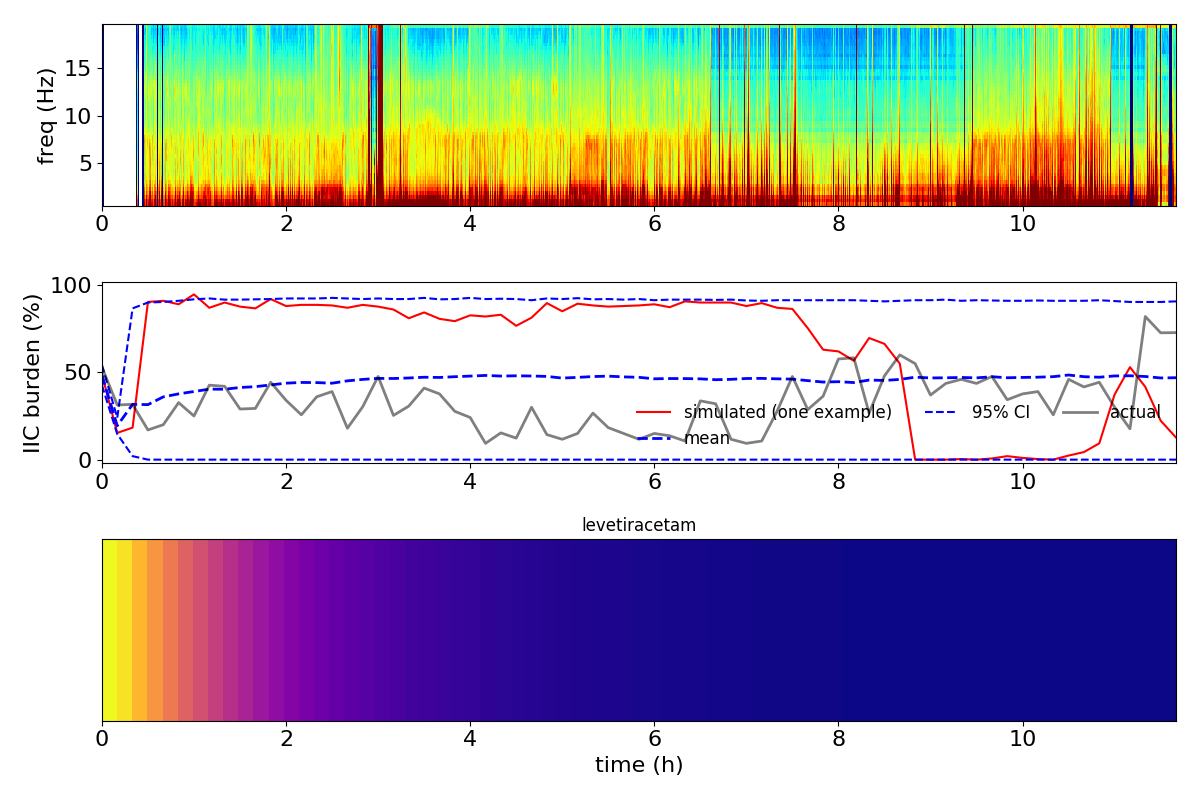 freq (Hz)
15
10
5
0 2 4 6 8 10
IIC burden (%)
100
50
0
simulated (one example) 95% CI actual
mean
0 2 4 6 8 10
levetiracetam
0 2 4 6 8 10
time (h)